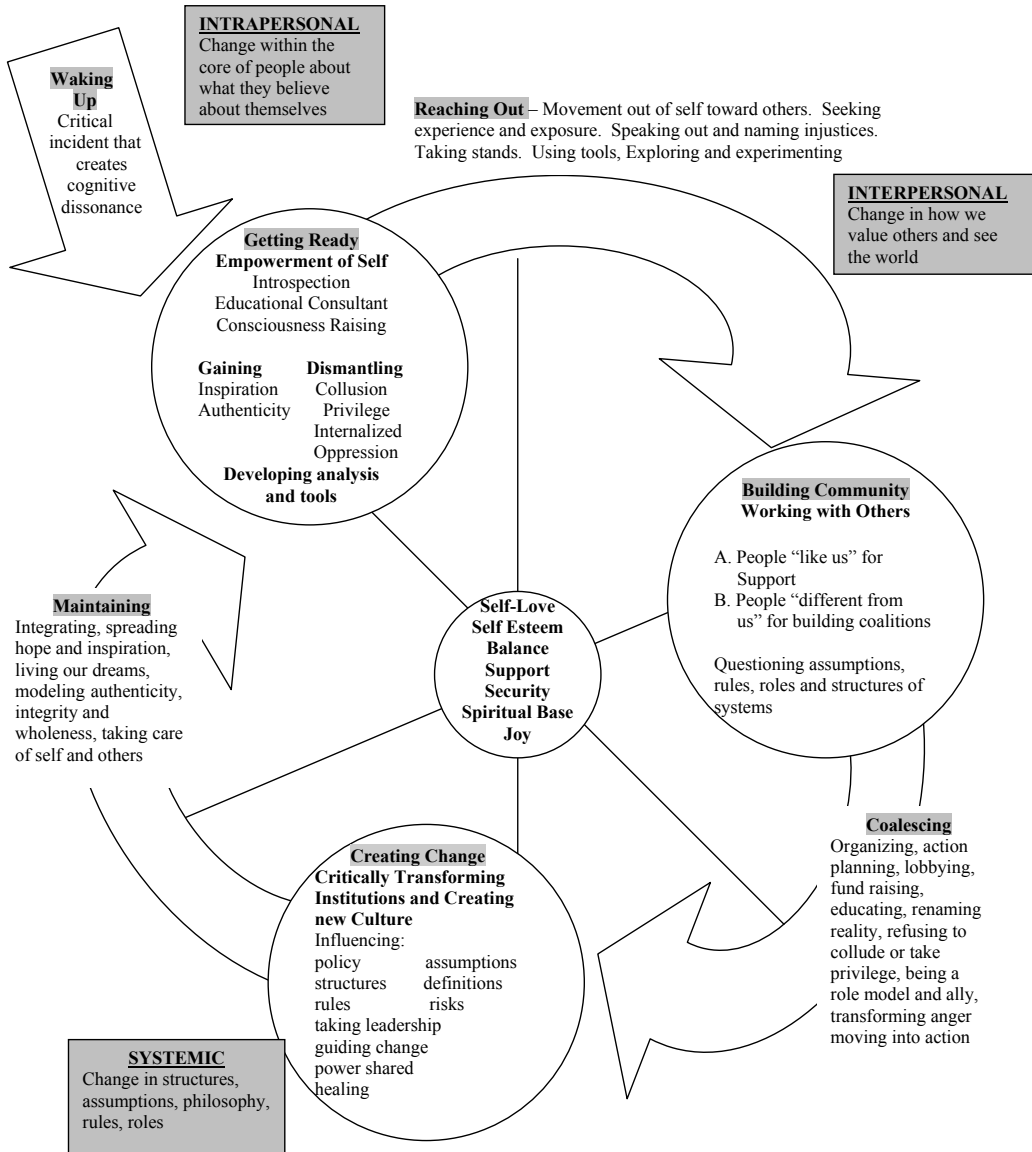 INTRAPERSONAL
Change within the
core of people about
what they believe
about themselves
Waking
Up
Critical
incident that
creates
cognitive
dissonance
Reaching Out – Movement out of self toward others. Seeking
experience and exposure. Speaking out and naming injustices.
Taking stands. Using tools, Exploring and experimenting
INTERPERSONAL
Change in how we
value others and see
the world
Getting Ready
Empowerment of Self
Introspection
Educational Consultant
Consciousness Raising
Gaining Dismantling
Inspiration Collusion
Authenticity Privilege
Internalized
Oppression
Developing analysis
and tools
Building Community
Working with Others
A. People “like us” for
Support
B. People “different from
us” for building coalitions
Questioning assumptions,
rules, roles and structures of
systems
Self-Love
Self Esteem
Balance
Support
Security
Spiritual Base
Joy
Maintaining
Integrating, spreading
hope and inspiration,
living our dreams,
modeling authenticity,
integrity and
wholeness, taking care
of self and others
Coalescing
Organizing, action
planning, lobbying,
fund raising,
educating, renaming
reality, refusing to
collude or take
privilege, being a
role model and ally,
transforming anger
moving into action
Creating Change
Critically Transforming
Institutions and Creating
new Culture
Influencing:
policy assumptions
structures definitions
rules risks
taking leadership
guiding change
power shared
healing
SYSTEMIC
Change in structures,
assumptions, philosophy,
rules, roles